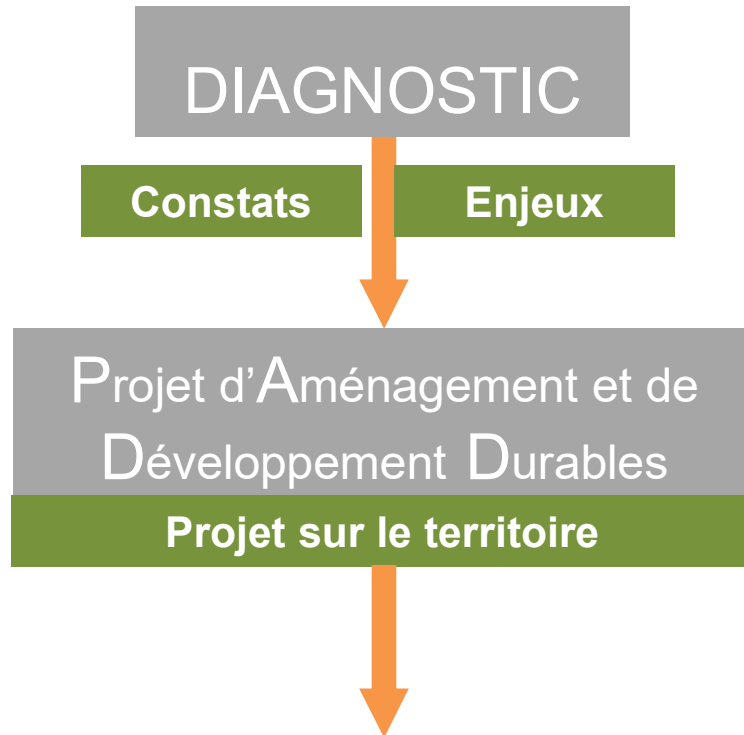 DIAGNOSTIC
Constats
Enjeux
Projet d’Aménagement et de
Développement Durables
Projet sur le territoire